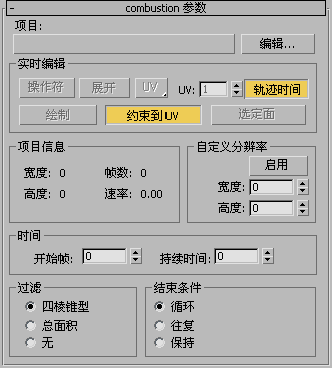 - combustion 参数
项目:
编辑...
实时编辑
操作符 展开 UV UV: 1 轨迹时间
绘制 约束到UV 选定面
项目信息 自定义分辨率
启用
宽度: 0 帧数: 0 宽度: 0
高度: 0 速率: 0.00 高度: 0
时间
开始帧: 0 持续时间: 0
过滤 结束条件
四棱锥型 循环
总面积 往复
无 保持